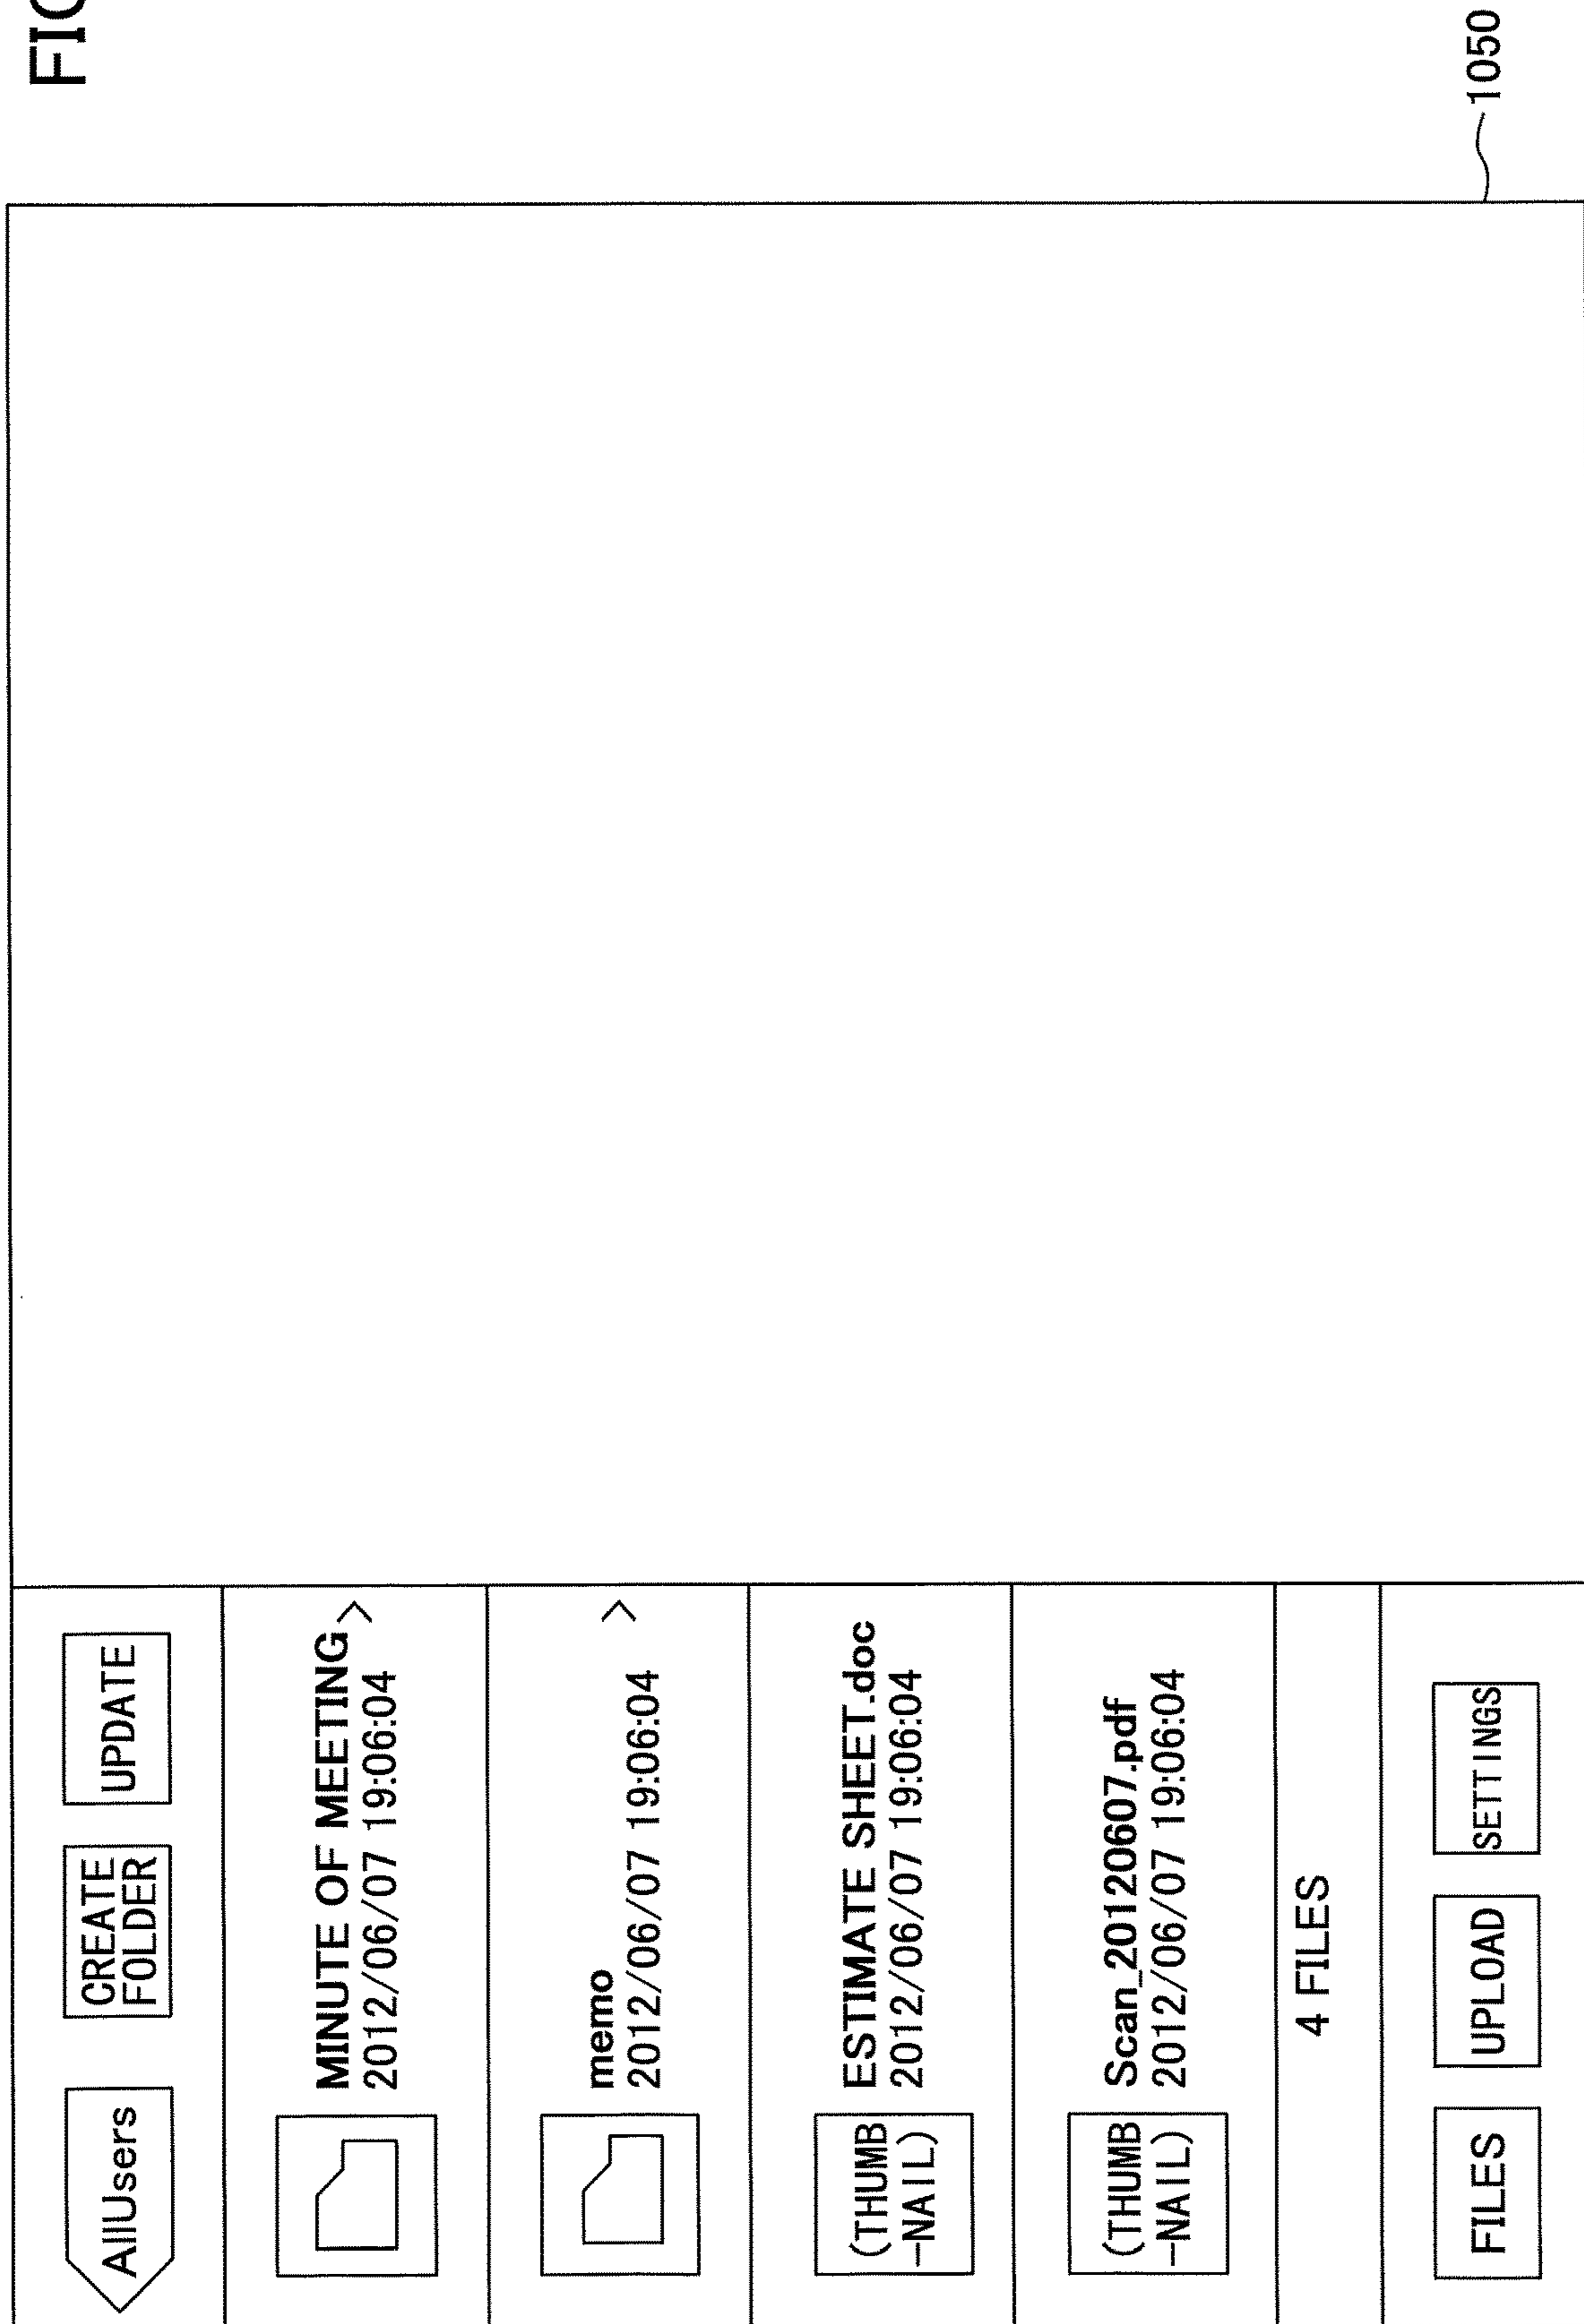 FIG
AllUsers
CREATE
FOLDER
UPDATE
MINUTE OF MEETING >
2012/06/07 19:06:04
memo >
2012/06/07 19:06:04
(THUMB
-NAIL)
ESTIMATE SHEET.doc
2012/06/07 19:06:04
(THUMB
-NAIL)
Scan_20120607.pdf
2012/06/07 19:06:04
4 FILES
FILES
UPLOAD
SETTINGS
1050